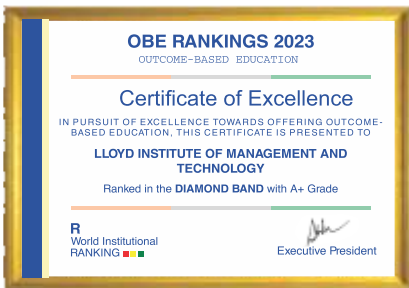 OBE RANKINGS 2023
OUTCOME-BASED EDUCATION
Certificate of Excellence
IN PURSUIT OF EXCELLENCE TOWARDS OFFERING OUTCOME-
BASED EDUCATION, THIS CERTIFICATE IS PRESENTED TO
LLOYD INSTITUTE OF MANAGEMENT AND
TECHNOLOGY
Ranked in the DIAMOND BAND with A+ Grade
R
World Institutional
RANKING
Executive President